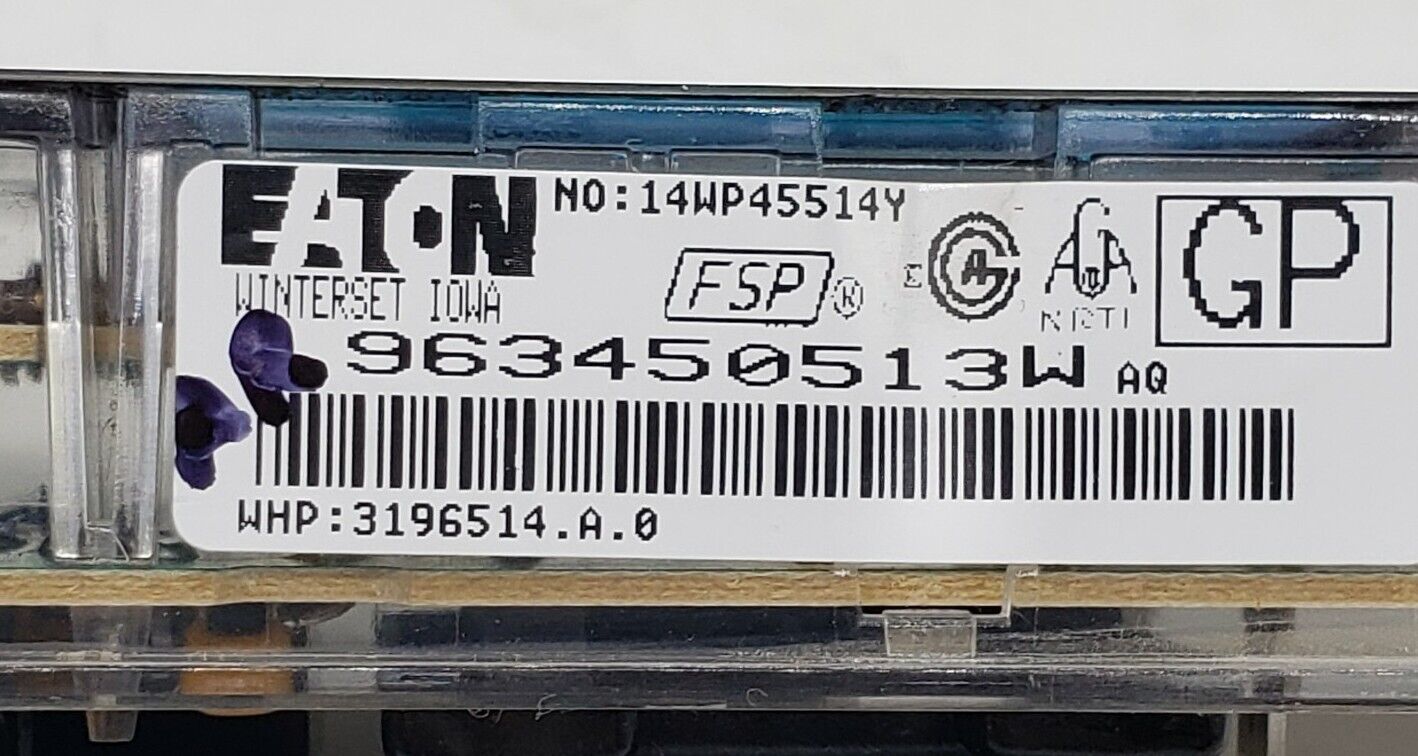 EATON NO:14WP45514Y
WINTERSET IOWA FSP® GP
963450513W AQ
WHP:3196514.A.0